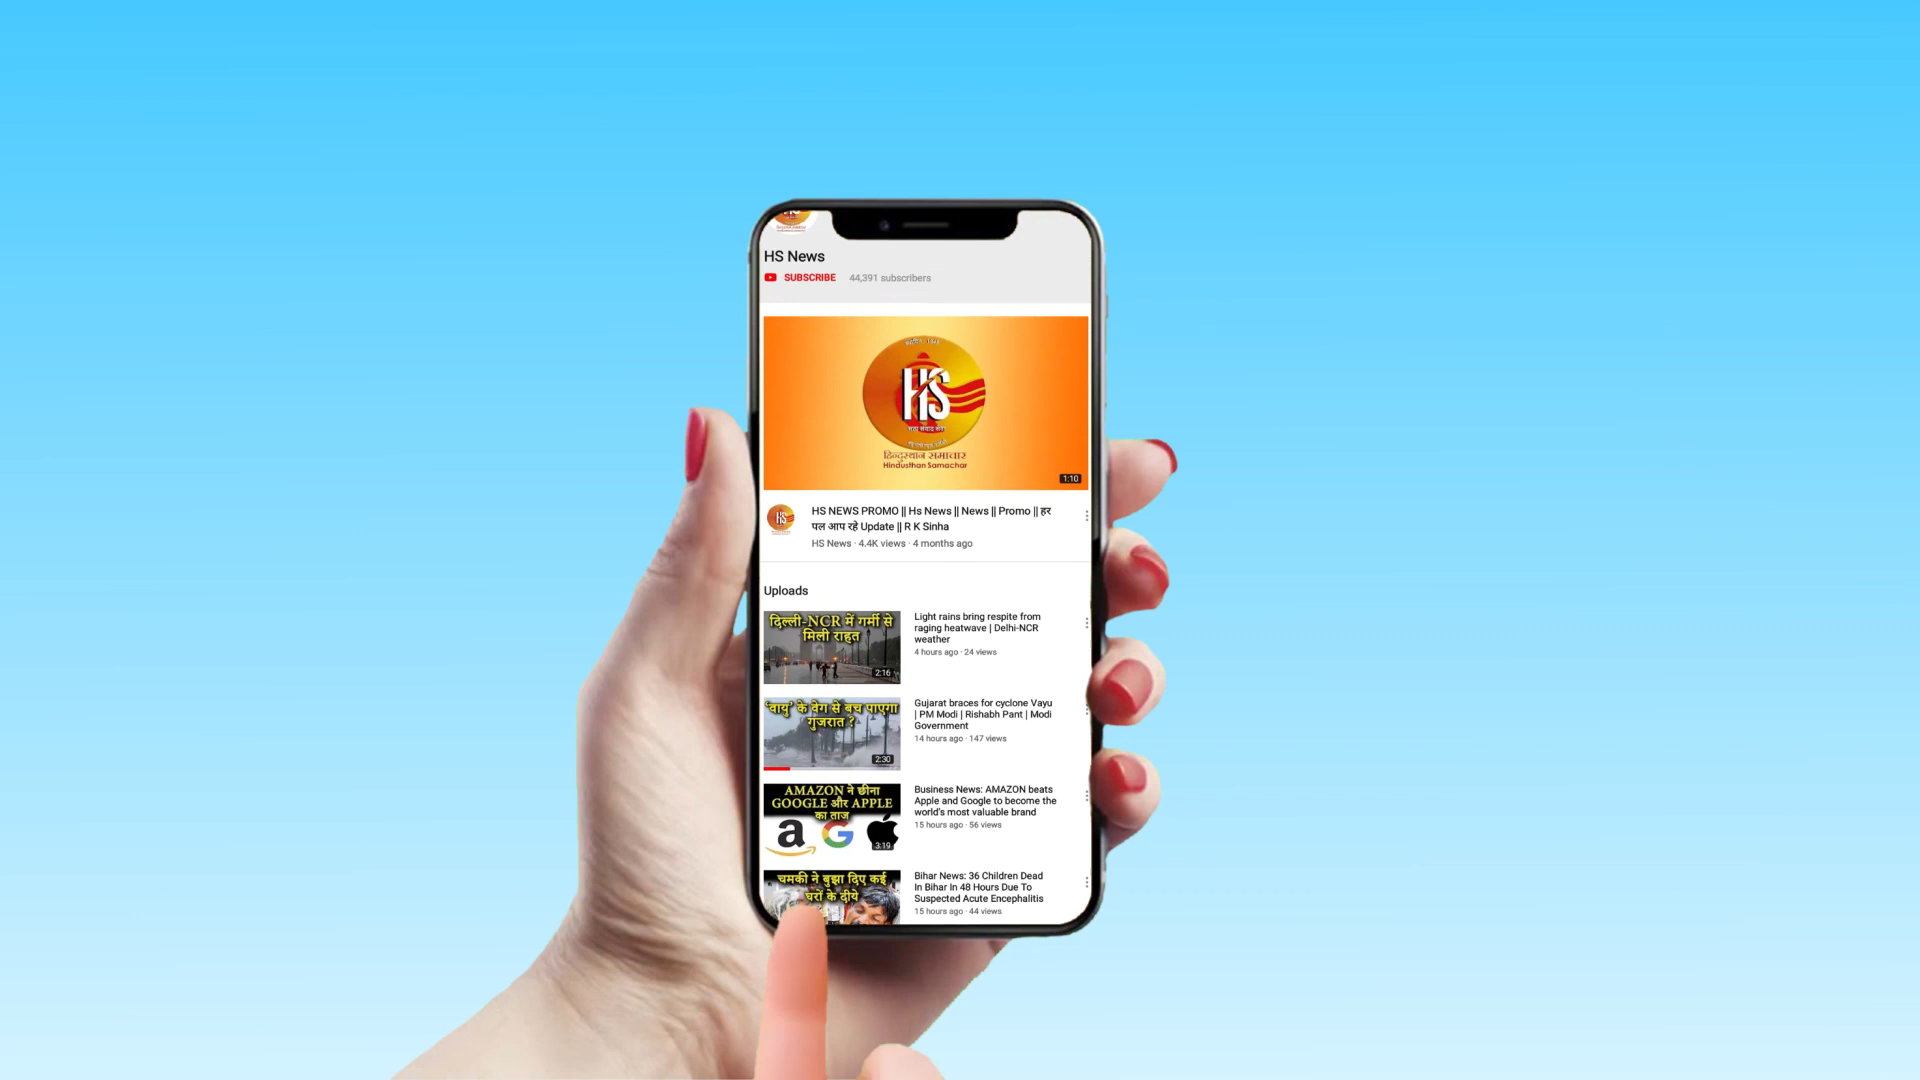 HS News
SUBSCRIBE 44,391 subscribers
HS
हिन्दुस्थान समाचार
Hindusthan Samachar
1:10
HS
HS NEWS PROMO || Hs News || News || Promo || हर
पल आप रहे Update || R K Sinha
HS News · 4.4K views · 4 months ago
Uploads
दिल्ली-NCR में गर्मी से
मिली राहत
2:16
Light rains bring respite from
raging heatwave | Delhi-NCR
weather
4 hours ago · 24 views
'वायु' के वेग से बच पाएगा
गुजरात ?
2:30
Gujarat braces for cyclone Vayu
| PM Modi | Rishabh Pant | Modi
Government
14 hours ago · 147 views
AMAZON ने छीना
GOOGLE और APPLE
का ताज
a G
3:19
Business News: AMAZON beats
Apple and Google to become the
world's most valuable brand
15 hours ago · 56 views
चमकी ने बुझा दिए कई
घरों के दीये
Bihar News: 36 Children Dead
In Bihar In 48 Hours Due To
Suspected Acute Encephalitis
15 hours ago · 44 views